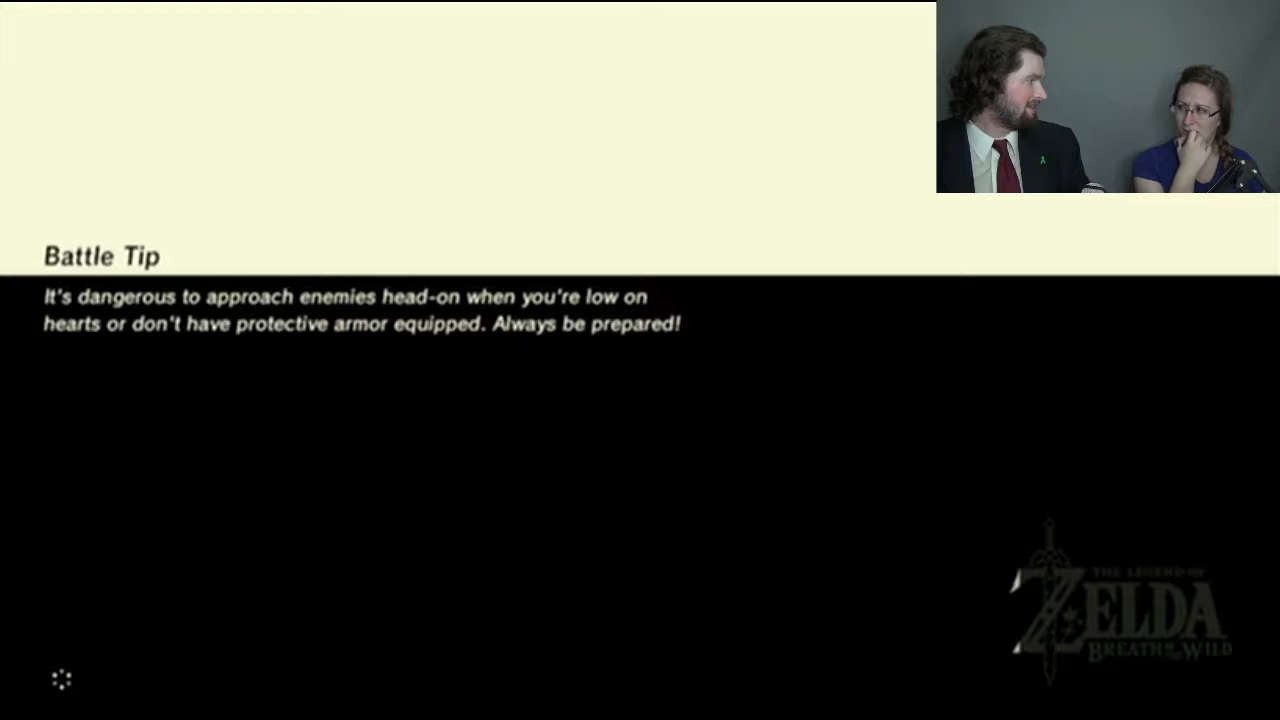 Battle Tip
It's dangerous to approach enemies head-on when you're low on
hearts or don't have protective armor equipped. Always be prepared!
THE LEGEND OF
ZELDA
BREATH OF THE WILD